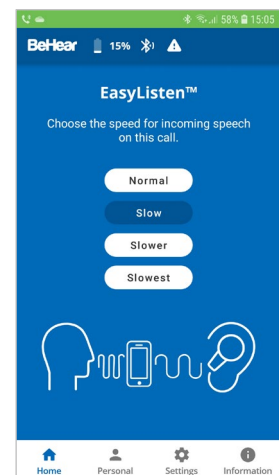 58% 15:05
BeHear 15%
EasyListen™
Choose the speed for incoming speech
on this call.
Normal
Slow
Slower
Slowest
Home Personal Settings Information